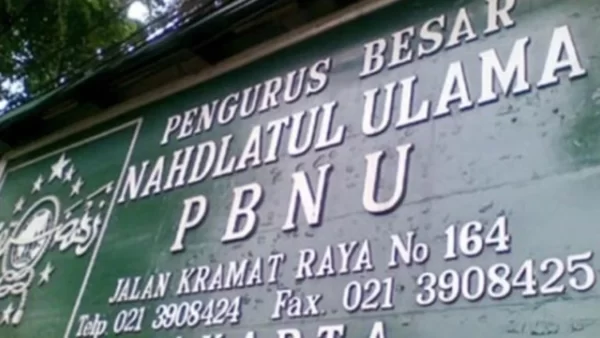 PENGURUS BESAR
NAHDLATUL ULAMA
PBNU
JALAN KRAMAT RAYA No 164
Telp. 021 3908424 Fax. 021 3908425